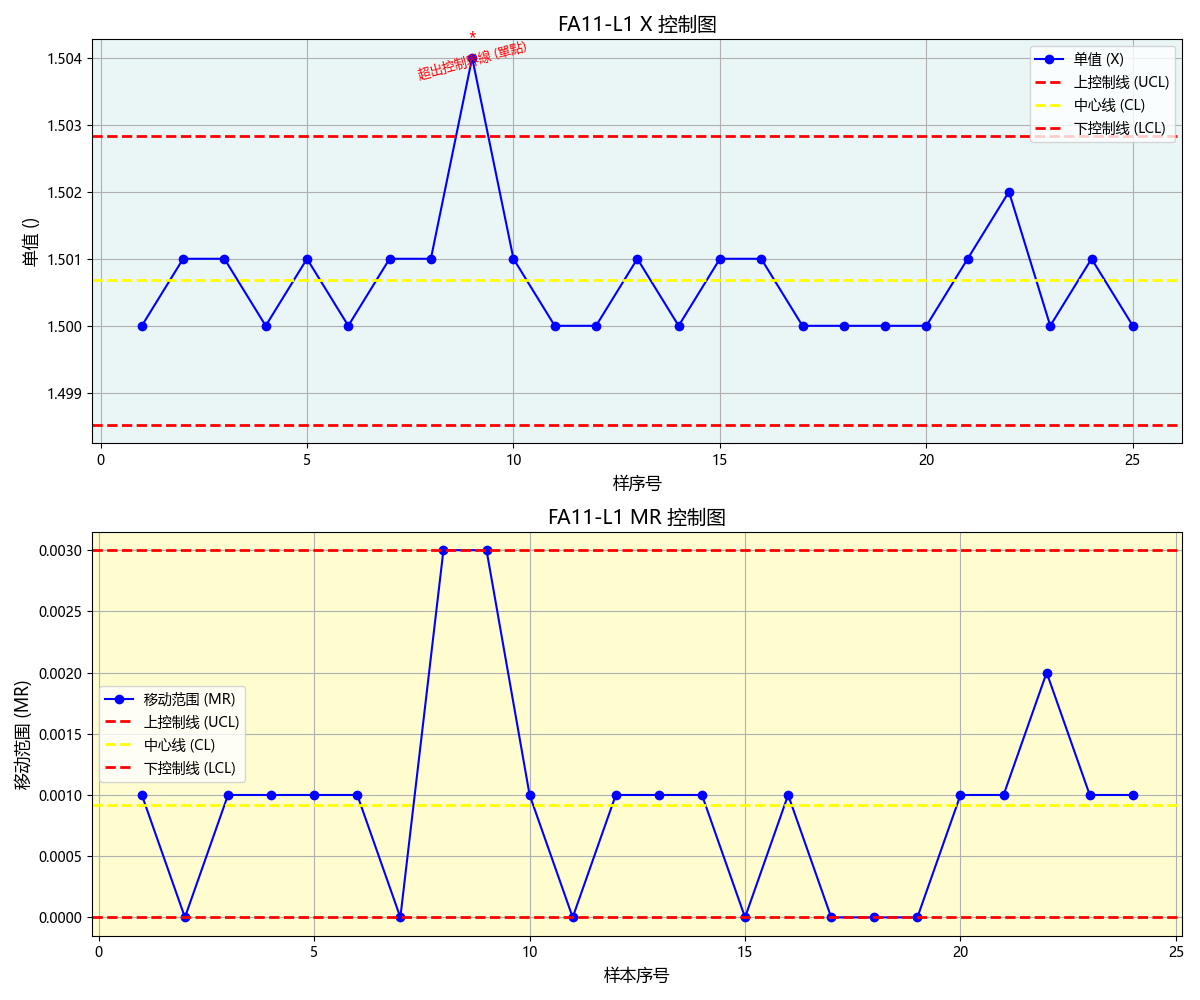 FA11-L1 X 控制图
*
超出控制界線 (單點)
单值 (X)
上控制线 (UCL)
中心线 (CL)
下控制线 (LCL)
单值 ()
1.504
1.503
1.502
1.501
1.500
1.499
0 5 10 15 20 25
样序号
FA11-L1 MR 控制图
移动范围 (MR)
0.0030
0.0025
0.0020
0.0015
0.0010
0.0005
0.0000
移动范围 (MR)
上控制线 (UCL)
中心线 (CL)
下控制线 (LCL)
0 5 10 15 20 25
样本序号